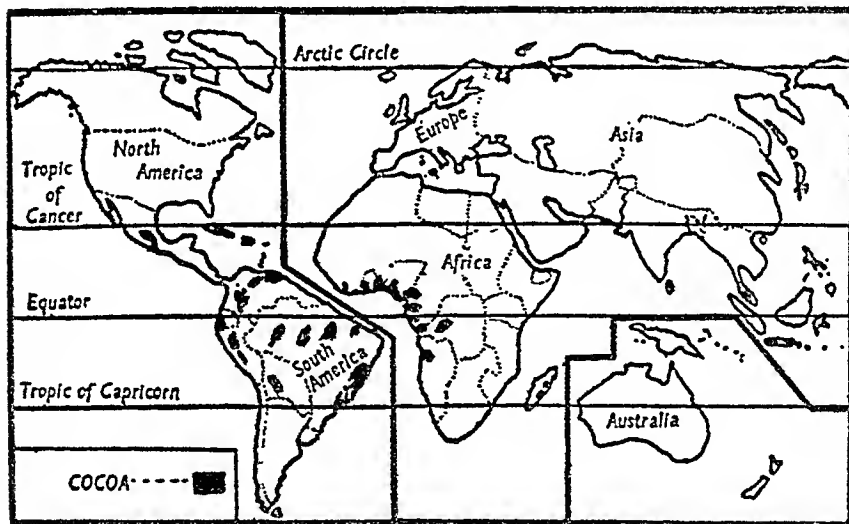 Arctic Circle
Europe
Asia
North
America
Tropic
of
Cancer
Africa
Equator
South
America
Tropic of Capricorn
Australia
COCOA